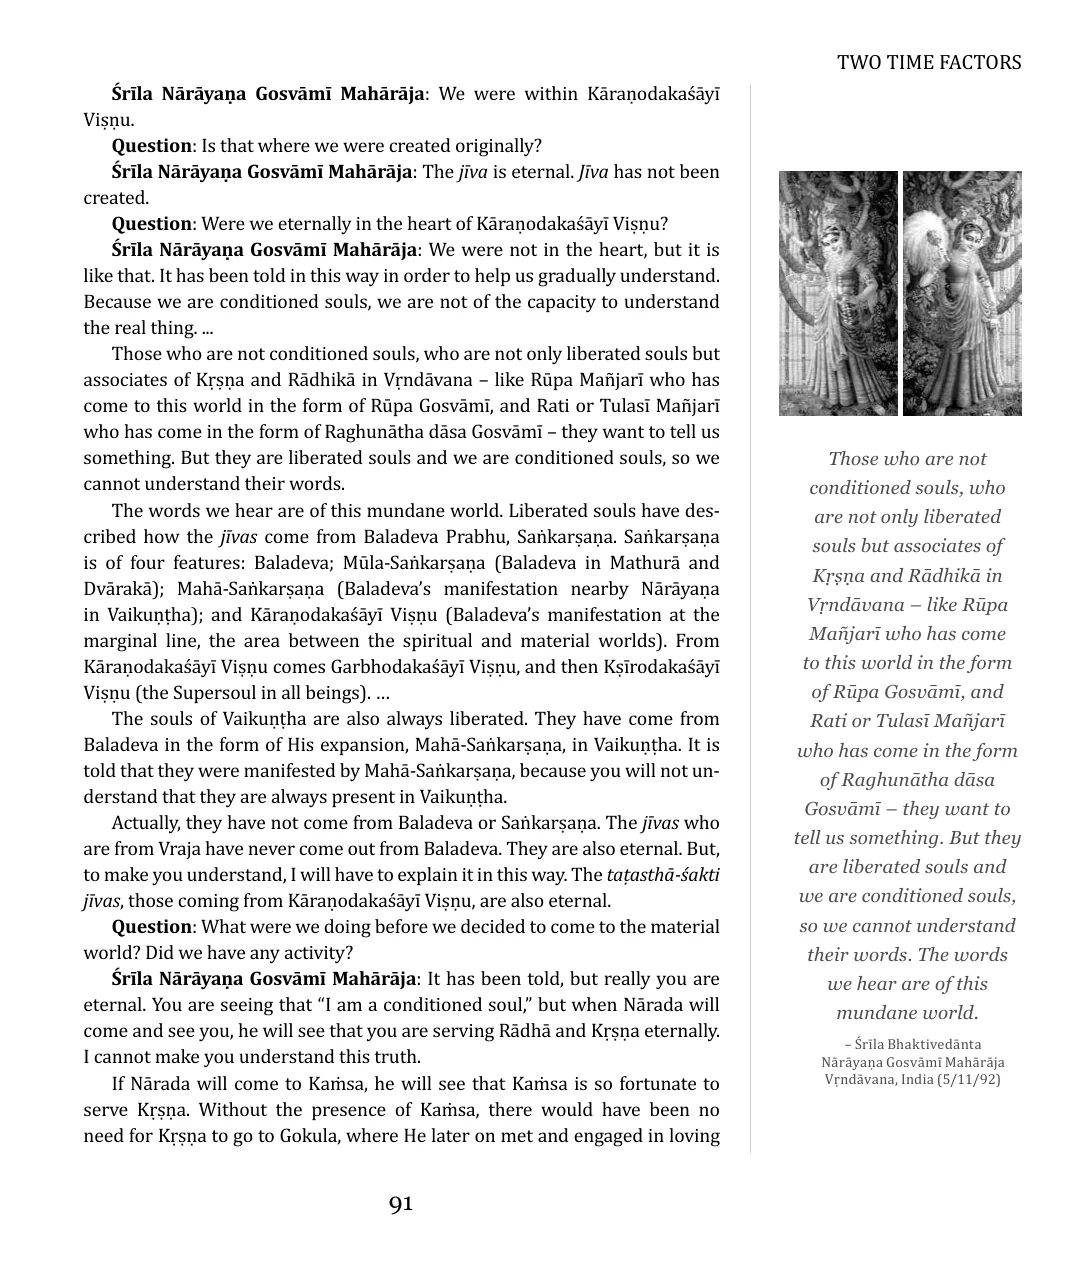 TWO TIME FACTORS
Śrīla Nārāyaṇa Gosvāmī Mahārāja: We were within Kāraṇodakaśāyī
Viṣṇu.
Question: Is that where we were created originally?
Śrīla Nārāyaṇa Gosvāmī Mahārāja: The jīva is eternal. Jīva has not been
created.
Question: Were we eternally in the heart of Kāraṇodakaśāyī Viṣṇu?
Śrīla Nārāyaṇa Gosvāmī Mahārāja: We were not in the heart, but it is
like that. It has been told in this way in order to help us gradually understand.
Because we are conditioned souls, we are not of the capacity to understand
the real thing. ...
Those who are not conditioned souls, who are not only liberated souls but
associates of Kṛṣṇa and Rādhikā in Vṛndāvana – like Rūpa Mañjarī who has
come to this world in the form of Rūpa Gosvāmī, and Rati or Tulasī Mañjarī
who has come in the form of Raghunātha dāsa Gosvāmī – they want to tell us
something. But they are liberated souls and we are conditioned souls, so we
cannot understand their words.
The words we hear are of this mundane world. Liberated souls have des-
cribed how the jīvas come from Baladeva Prabhu, Saṅkarṣaṇa. Saṅkarṣaṇa
is of four features: Baladeva; Mūla-Saṅkarṣaṇa (Baladeva in Mathurā and
Dvārakā); Mahā-Saṅkarṣaṇa (Baladeva’s manifestation nearby Nārāyaṇa
in Vaikuṇṭha); and Kāraṇodakaśāyī Viṣṇu (Baladeva’s manifestation at the
marginal line, the area between the spiritual and material worlds). From
Kāraṇodakaśāyī Viṣṇu comes Garbhodakaśāyī Viṣṇu, and then Kṣīrodakaśāyī
Viṣṇu (the Supersoul in all beings). …
The souls of Vaikuṇṭha are also always liberated. They have come from
Baladeva in the form of His expansion, Mahā-Saṅkarṣaṇa, in Vaikuṇṭha. It is
told that they were manifested by Mahā-Saṅkarṣaṇa, because you will not un-
derstand that they are always present in Vaikuṇṭha.
Actually, they have not come from Baladeva or Saṅkarṣaṇa. The jīvas who
are from Vraja have never come out from Baladeva. They are also eternal. But,
to make you understand, I will have to explain it in this way. The taṭasthā-śakti
jīvas, those coming from Kāraṇodakaśāyī Viṣṇu, are also eternal.
Question: What were we doing before we decided to come to the material
world? Did we have any activity?
Śrīla Nārāyaṇa Gosvāmī Mahārāja: It has been told, but really you are
eternal. You are seeing that “I am a conditioned soul,” but when Nārada will
come and see you, he will see that you are serving Rādhā and Kṛṣṇa eternally.
I cannot make you understand this truth.
If Nārada will come to Kaṁsa, he will see that Kaṁsa is so fortunate to
serve Kṛṣṇa. Without the presence of Kaṁsa, there would have been no
need for Kṛṣṇa to go to Gokula, where He later on met and engaged in loving
Those who are not
conditioned souls, who
are not only liberated
souls but associates of
Kṛṣṇa and Rādhikā in
Vṛndāvana – like Rūpa
Mañjarī who has come
to this world in the form
of Rūpa Gosvāmī, and
Rati or Tulasī Mañjarī
who has come in the form
of Raghunātha dāsa
Gosvāmī – they want to
tell us something. But they
are liberated souls and
we are conditioned souls,
so we cannot understand
their words. The words
we hear are of this
mundane world.
– Śrīla Bhaktivedānta
Nārāyaṇa Gosvāmī Mahārāja
Vṛndāvana, India (5/11/92)
91